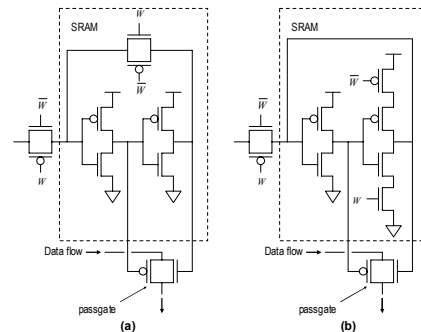 SRAM
W
W̅
W̅
W
Data flow
passgate
(a)
SRAM
W̅
W̅
W
W
Data flow
passgate
(b)